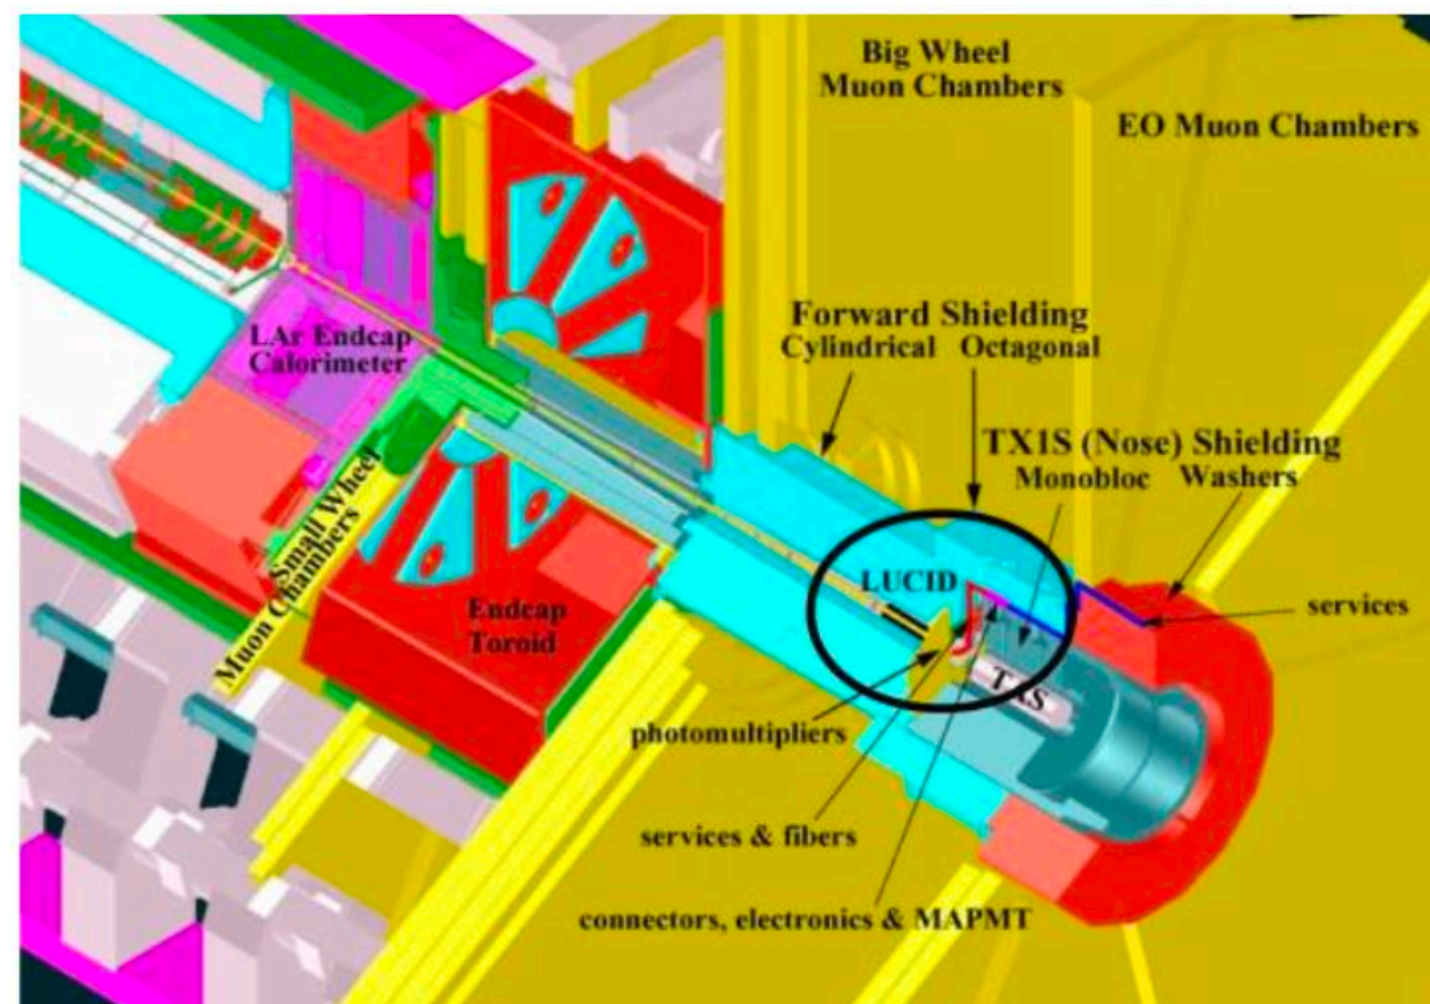 Big Wheel
Muon Chambers
EO Muon Chambers
Forward Shielding
Cylindrical Octagonal
LAr Endcap
Calorimeter
TX1S (Nose) Shielding
Monobloc Washers
Small Wheel
Muon Chambers
LUCID
services
Endcap
Toroid
TAS
photomultipliers
services & fibers
connectors, electronics & MAPMT